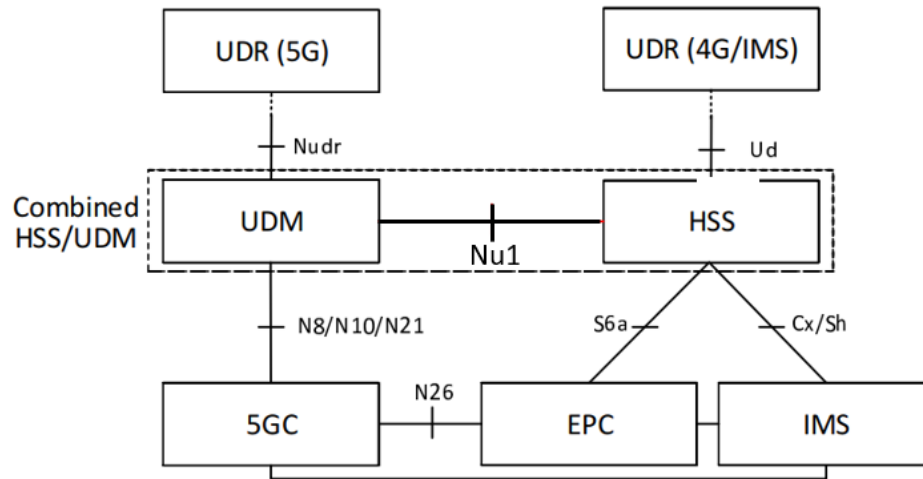 UDR (5G)
UDR (4G/IMS)
Nudr
Ud
Combined
HSS/UDM
UDM
Nu1
HSS
N8/N10/N21
S6a
Cx/Sh
5GC
N26
EPC
IMS